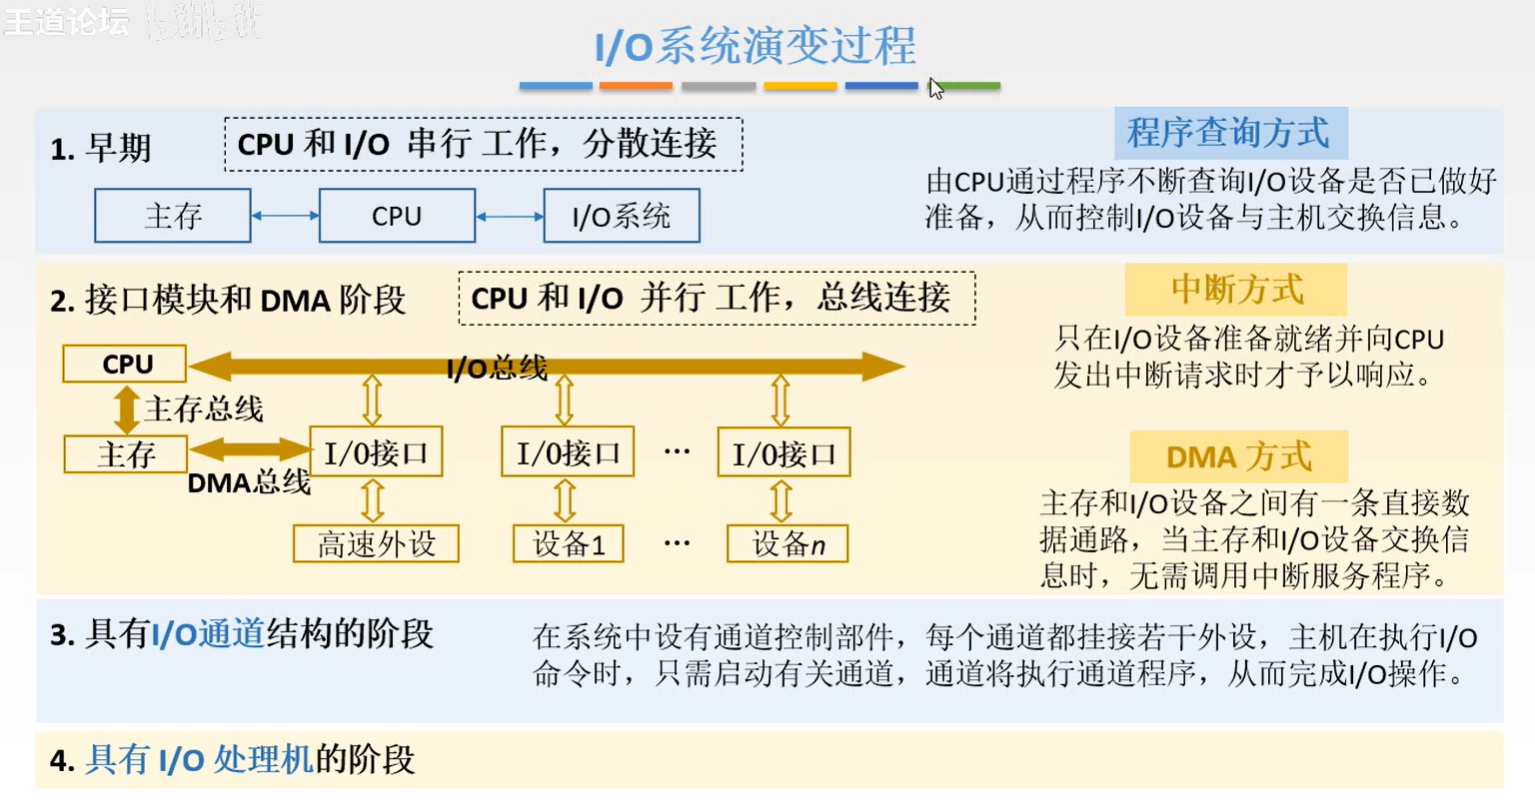 王道论坛
I/O系统演变过程
1. 早期
CPU 和 I/O 串行 工作，分散连接
主存
CPU
I/O系统
程序查询方式
由CPU通过程序不断查询I/O设备是否已做好
准备，从而控制I/O设备与主机交换信息。
2. 接口模块和 DMA 阶段
CPU 和 I/O 并行 工作，总线连接
CPU
I/O总线
主存总线
主存
DMA总线
I/O接口
I/O接口
…
I/O接口
高速外设
设备1
…
设备n
中断方式
只在I/O设备准备就绪并向CPU
发出中断请求时才予以响应。
DMA 方式
主存和I/O设备之间有一条直接数
据通路，当主存和I/O设备交换信
息时，无需调用中断服务程序。
3. 具有I/O通道结构的阶段
在系统中设有通道控制部件，每个通道都挂接若干外设，主机在执行I/O
命令时，只需启动有关通道，通道将执行通道程序，从而完成I/O操作。
4. 具有 I/O 处理机的阶段